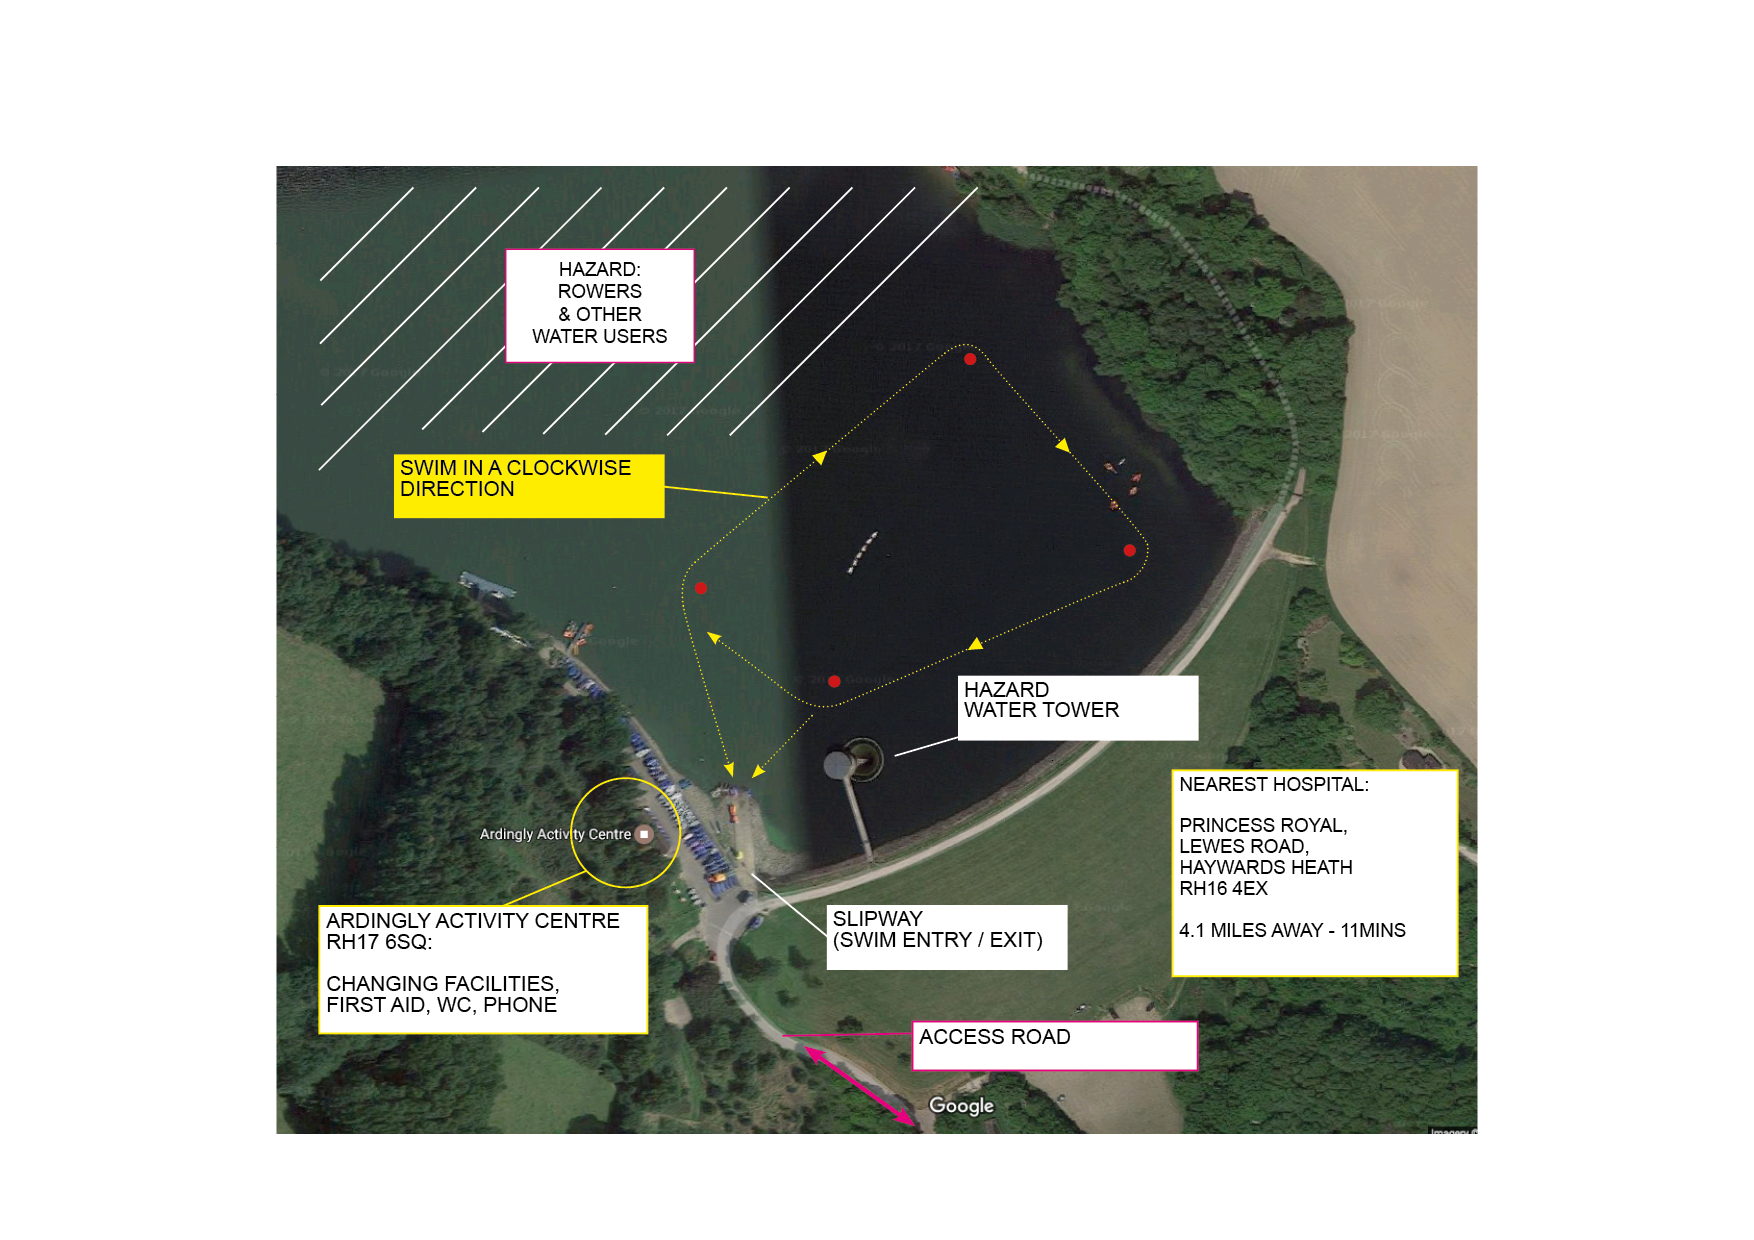 HAZARD:
ROWERS
& OTHER
WATER USERS
SWIM IN A CLOCKWISE
DIRECTION
HAZARD
WATER TOWER
NEAREST HOSPITAL:
PRINCESS ROYAL,
LEWES ROAD,
HAYWARDS HEATH
RH16 4EX
4.1 MILES AWAY - 11MINS
Ardingly Activity Centre
ARDINGLY ACTIVITY CENTRE
RH17 6SQ:
CHANGING FACILITIES,
FIRST AID, WC, PHONE
SLIPWAY
(SWIM ENTRY / EXIT)
ACCESS ROAD
Google
Imagery ©